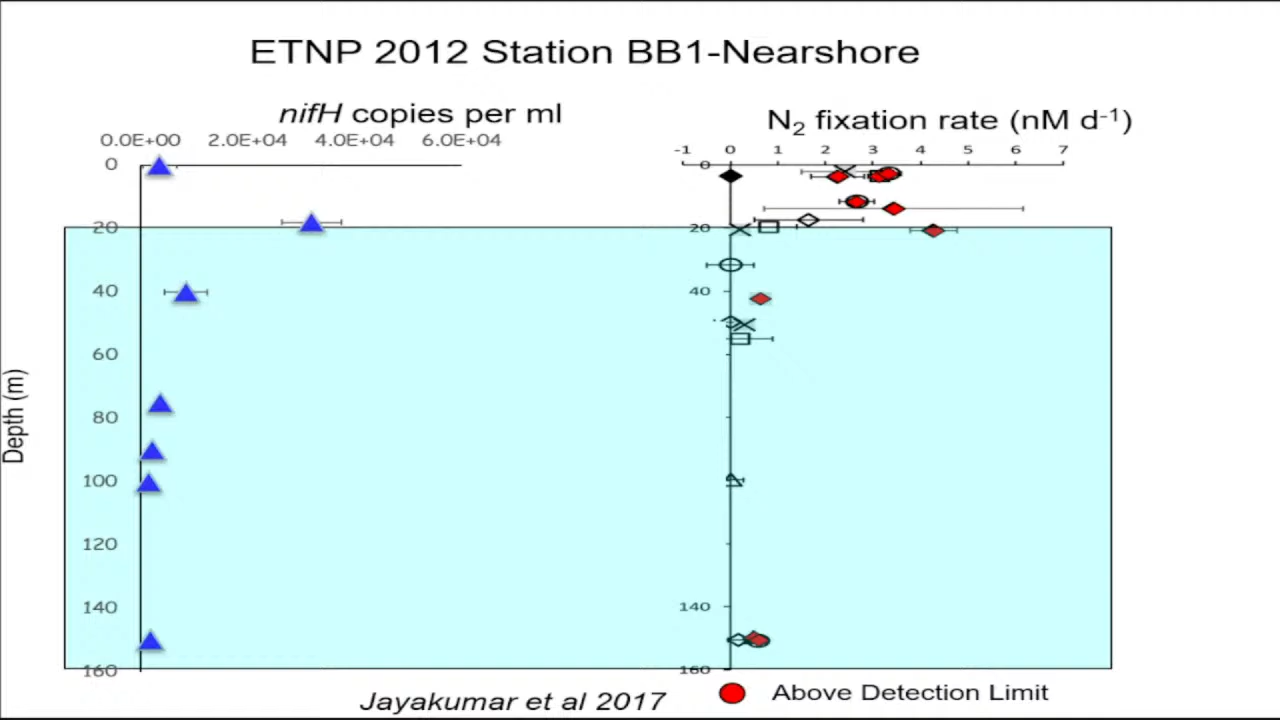 ETNP 2012 Station BB1-Nearshore
nifH copies per ml
0.0E+00 2.0E+04 4.0E+04 6.0E+04
0
20
40
60
80
100
120
140
160
Depth (m)
N2 fixation rate (nM d-1)
-1 0 1 2 3 4 5 6 7
0
20
40
140
160
Jayakumar et al 2017
Above Detection Limit